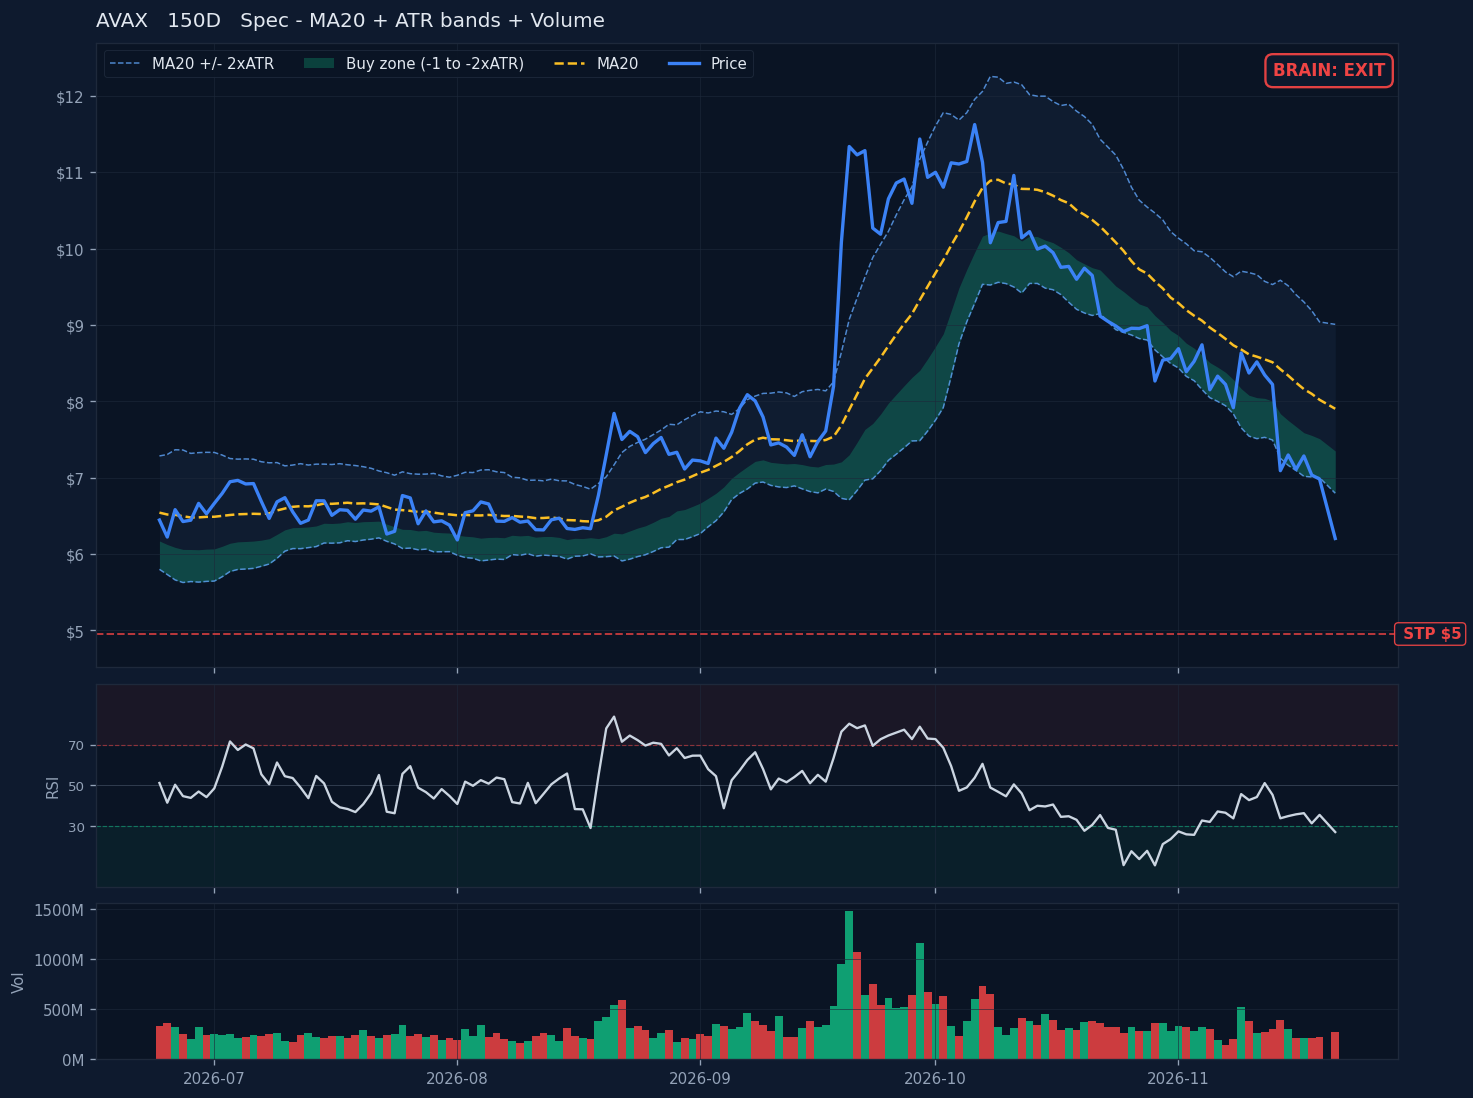 AVAX   150D   Spec - MA20 + ATR bands + Volume
MA20 +/- 2xATR
Buy zone (-1 to -2xATR)
MA20
Price
BRAIN: EXIT
$12
$11
$10
$9
$8
$7
$6
$5
STP $5
70
50
30
RSI
1500M
1000M
500M
0M
Vol
2026-07
2026-08
2026-09
2026-10
2026-11